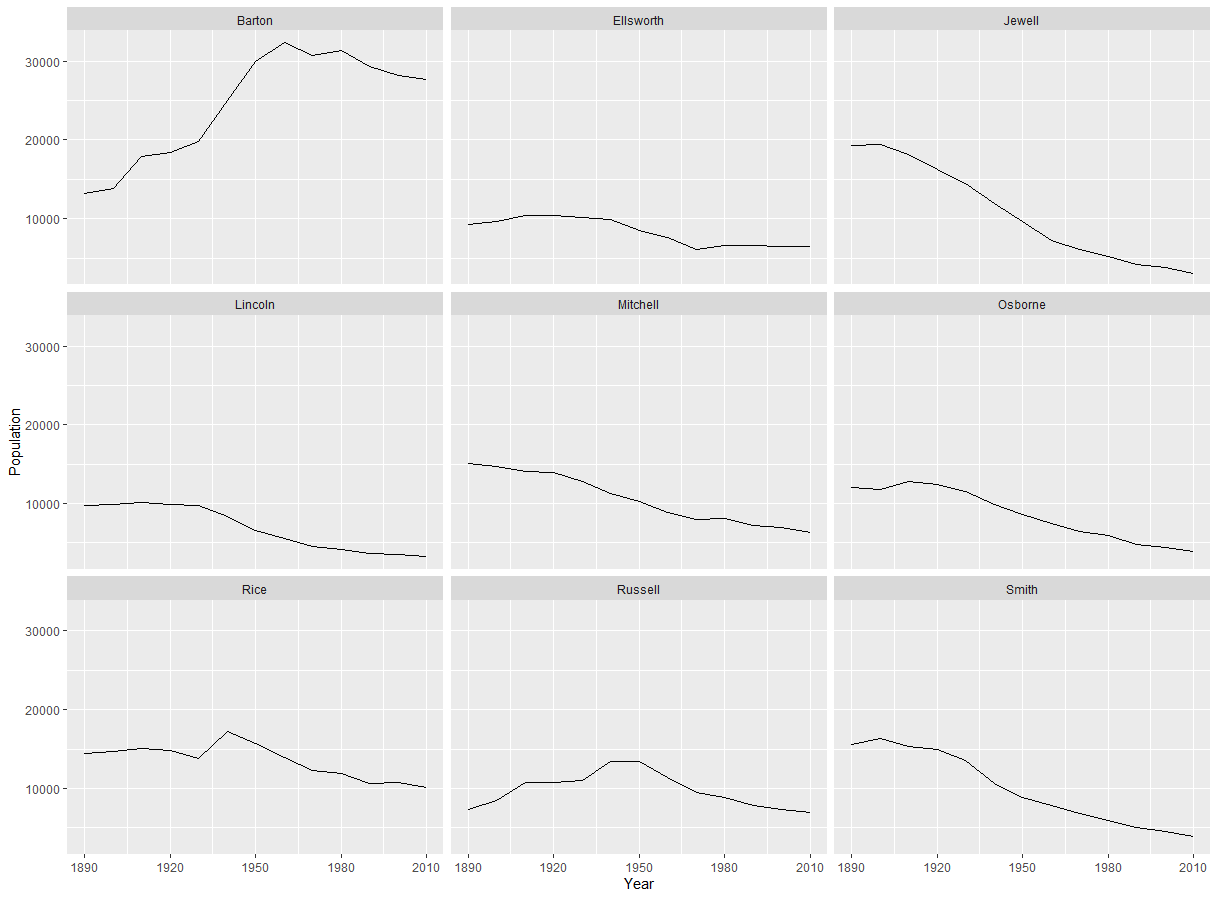 Barton
Ellsworth
Jewell
30000
20000
10000
Lincoln
Mitchell
Osborne
30000
20000
10000
Population
Rice
Russell
Smith
30000
20000
10000
1890 1920 1950 1980 2010
1890 1920 1950 1980 2010
1890 1920 1950 1980 2010
Year